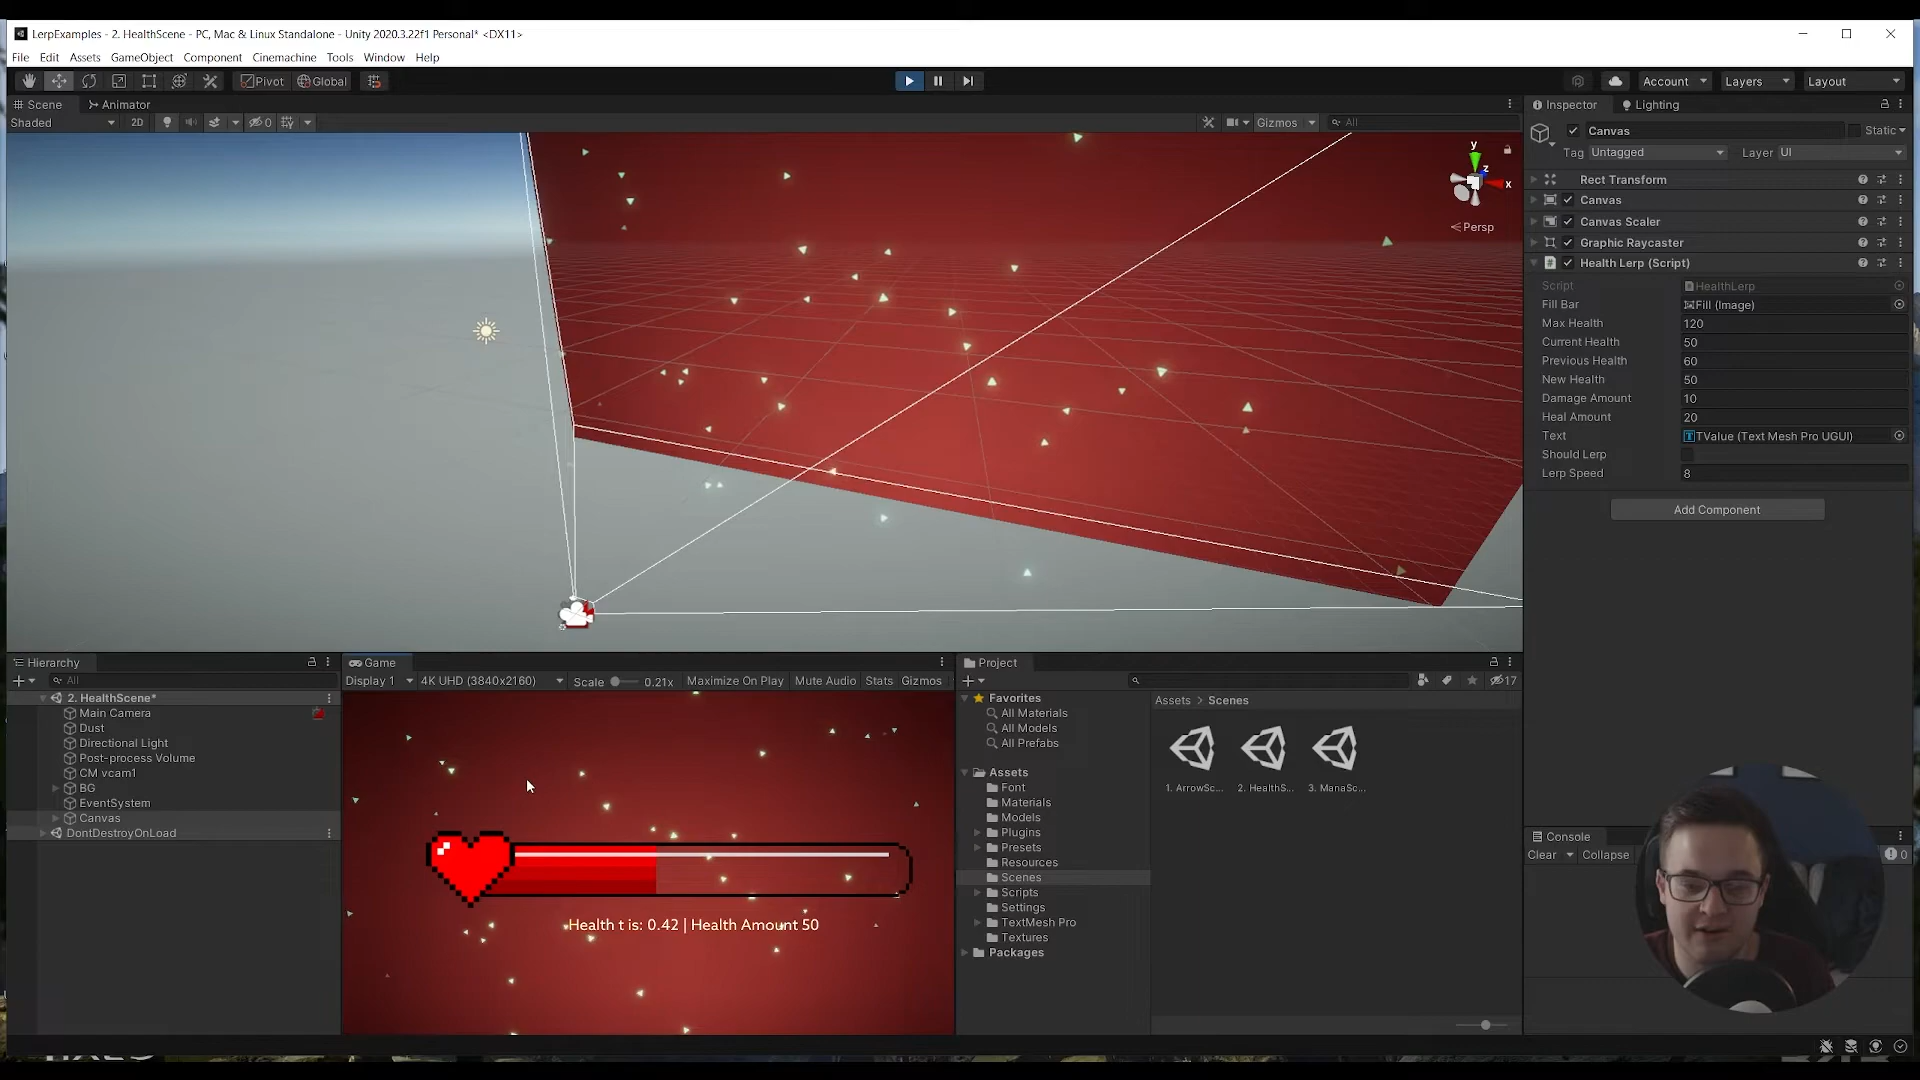 LerpExamples - 2. HealthScene - PC, Mac & Linux Standalone - Unity 2020.3.22f1 Personal* <DX11>
File Edit Assets GameObject Component Cinemachine Tools Window Help
Pivot Global Account Layers Layout
Scene Animator
Shaded 2D 0 Gizmos All
y
z
x
Persp
Inspector Lighting
Canvas Static
Tag Untagged Layer UI
Rect Transform
Canvas
Canvas Scaler
Graphic Raycaster
# Health Lerp (Script)
Script HealthLerp
Fill Bar Fill (Image)
Max Health 120
Current Health 50
Previous Health 60
New Health 50
Damage Amount 10
Heal Amount 20
Text TValue (Text Mesh Pro UGUI)
Should Lerp
Lerp Speed 8
Add Component
Hierarchy
All
2. HealthScene*
Main Camera
Dust
Directional Light
Post-process Volume
CM vcam1
BG
EventSystem
Canvas
DontDestroyOnLoad
Game
Display 1 4K UHD (3840x2160) Scale 0.21x Maximize On Play Mute Audio Stats Gizmos
Health t is: 0.42 | Health Amount 50
Project
17
Favorites
All Materials
All Models
All Prefabs
Assets
Font
Materials
Models
Plugins
Presets
Resources
Scenes
Scripts
Settings
TextMesh Pro
Textures
Packages
Assets > Scenes
1. ArrowSc... 2. HealthS... 3. ManaSc...
Console
Clear Collapse 0